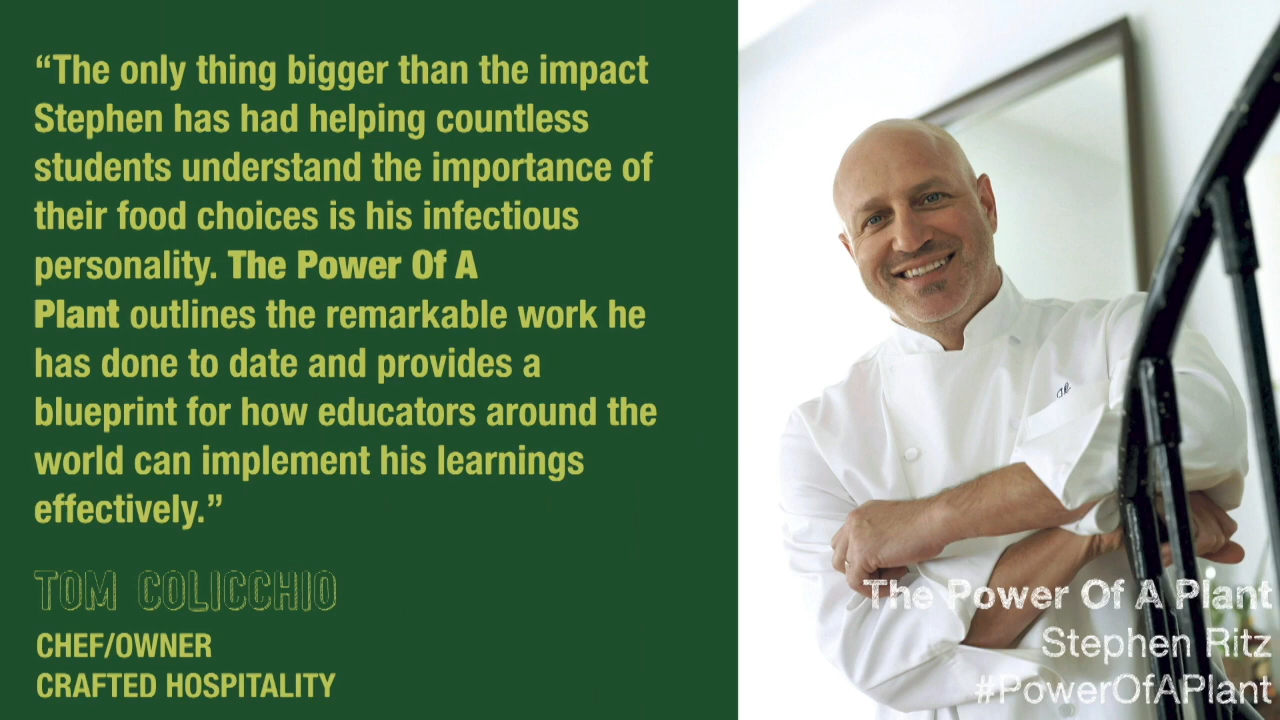 “The only thing bigger than the impact
Stephen has had helping countless
students understand the importance of
their food choices is his infectious
personality. The Power Of A
Plant outlines the remarkable work he
has done to date and provides a
blueprint for how educators around the
world can implement his learnings
effectively.”
TOM COLICCHIO
CHEF/OWNER
CRAFTED HOSPITALITY
The Power Of A Plant
Stephen Ritz
#PowerOfAPlant